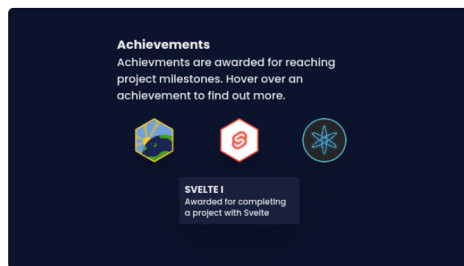 Achievements
Achievments are awarded for reaching
project milestones. Hover over an
achievement to find out more.
SVELTE I
Awarded for completing
a project with Svelte